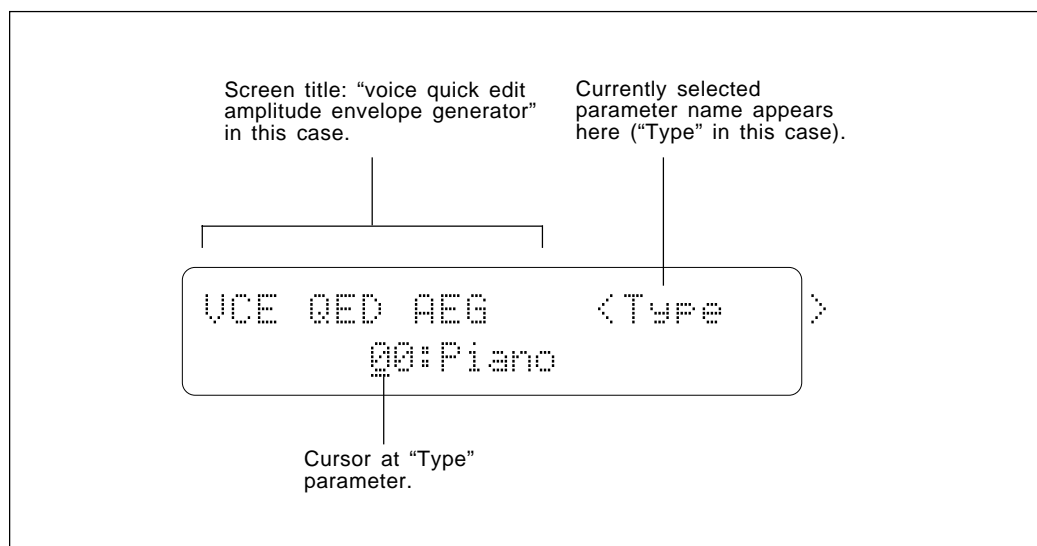 Screen title: “voice quick edit
amplitude envelope generator”
in this case.
Currently selected
parameter name appears
here (“Type” in this case).
VCE QED AEG <Type >
00:Piano
Cursor at “Type”
parameter.